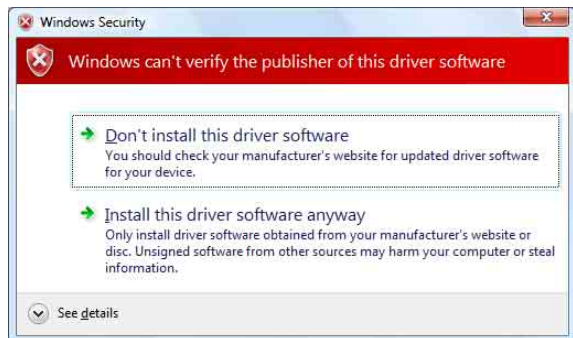 Windows Security
Windows can't verify the publisher of this driver software
Don't install this driver software
You should check your manufacturer's website for updated driver software
for your device.
Install this driver software anyway
Only install driver software obtained from your manufacturer's website or
disc. Unsigned software from other sources may harm your computer or steal
information.
See details